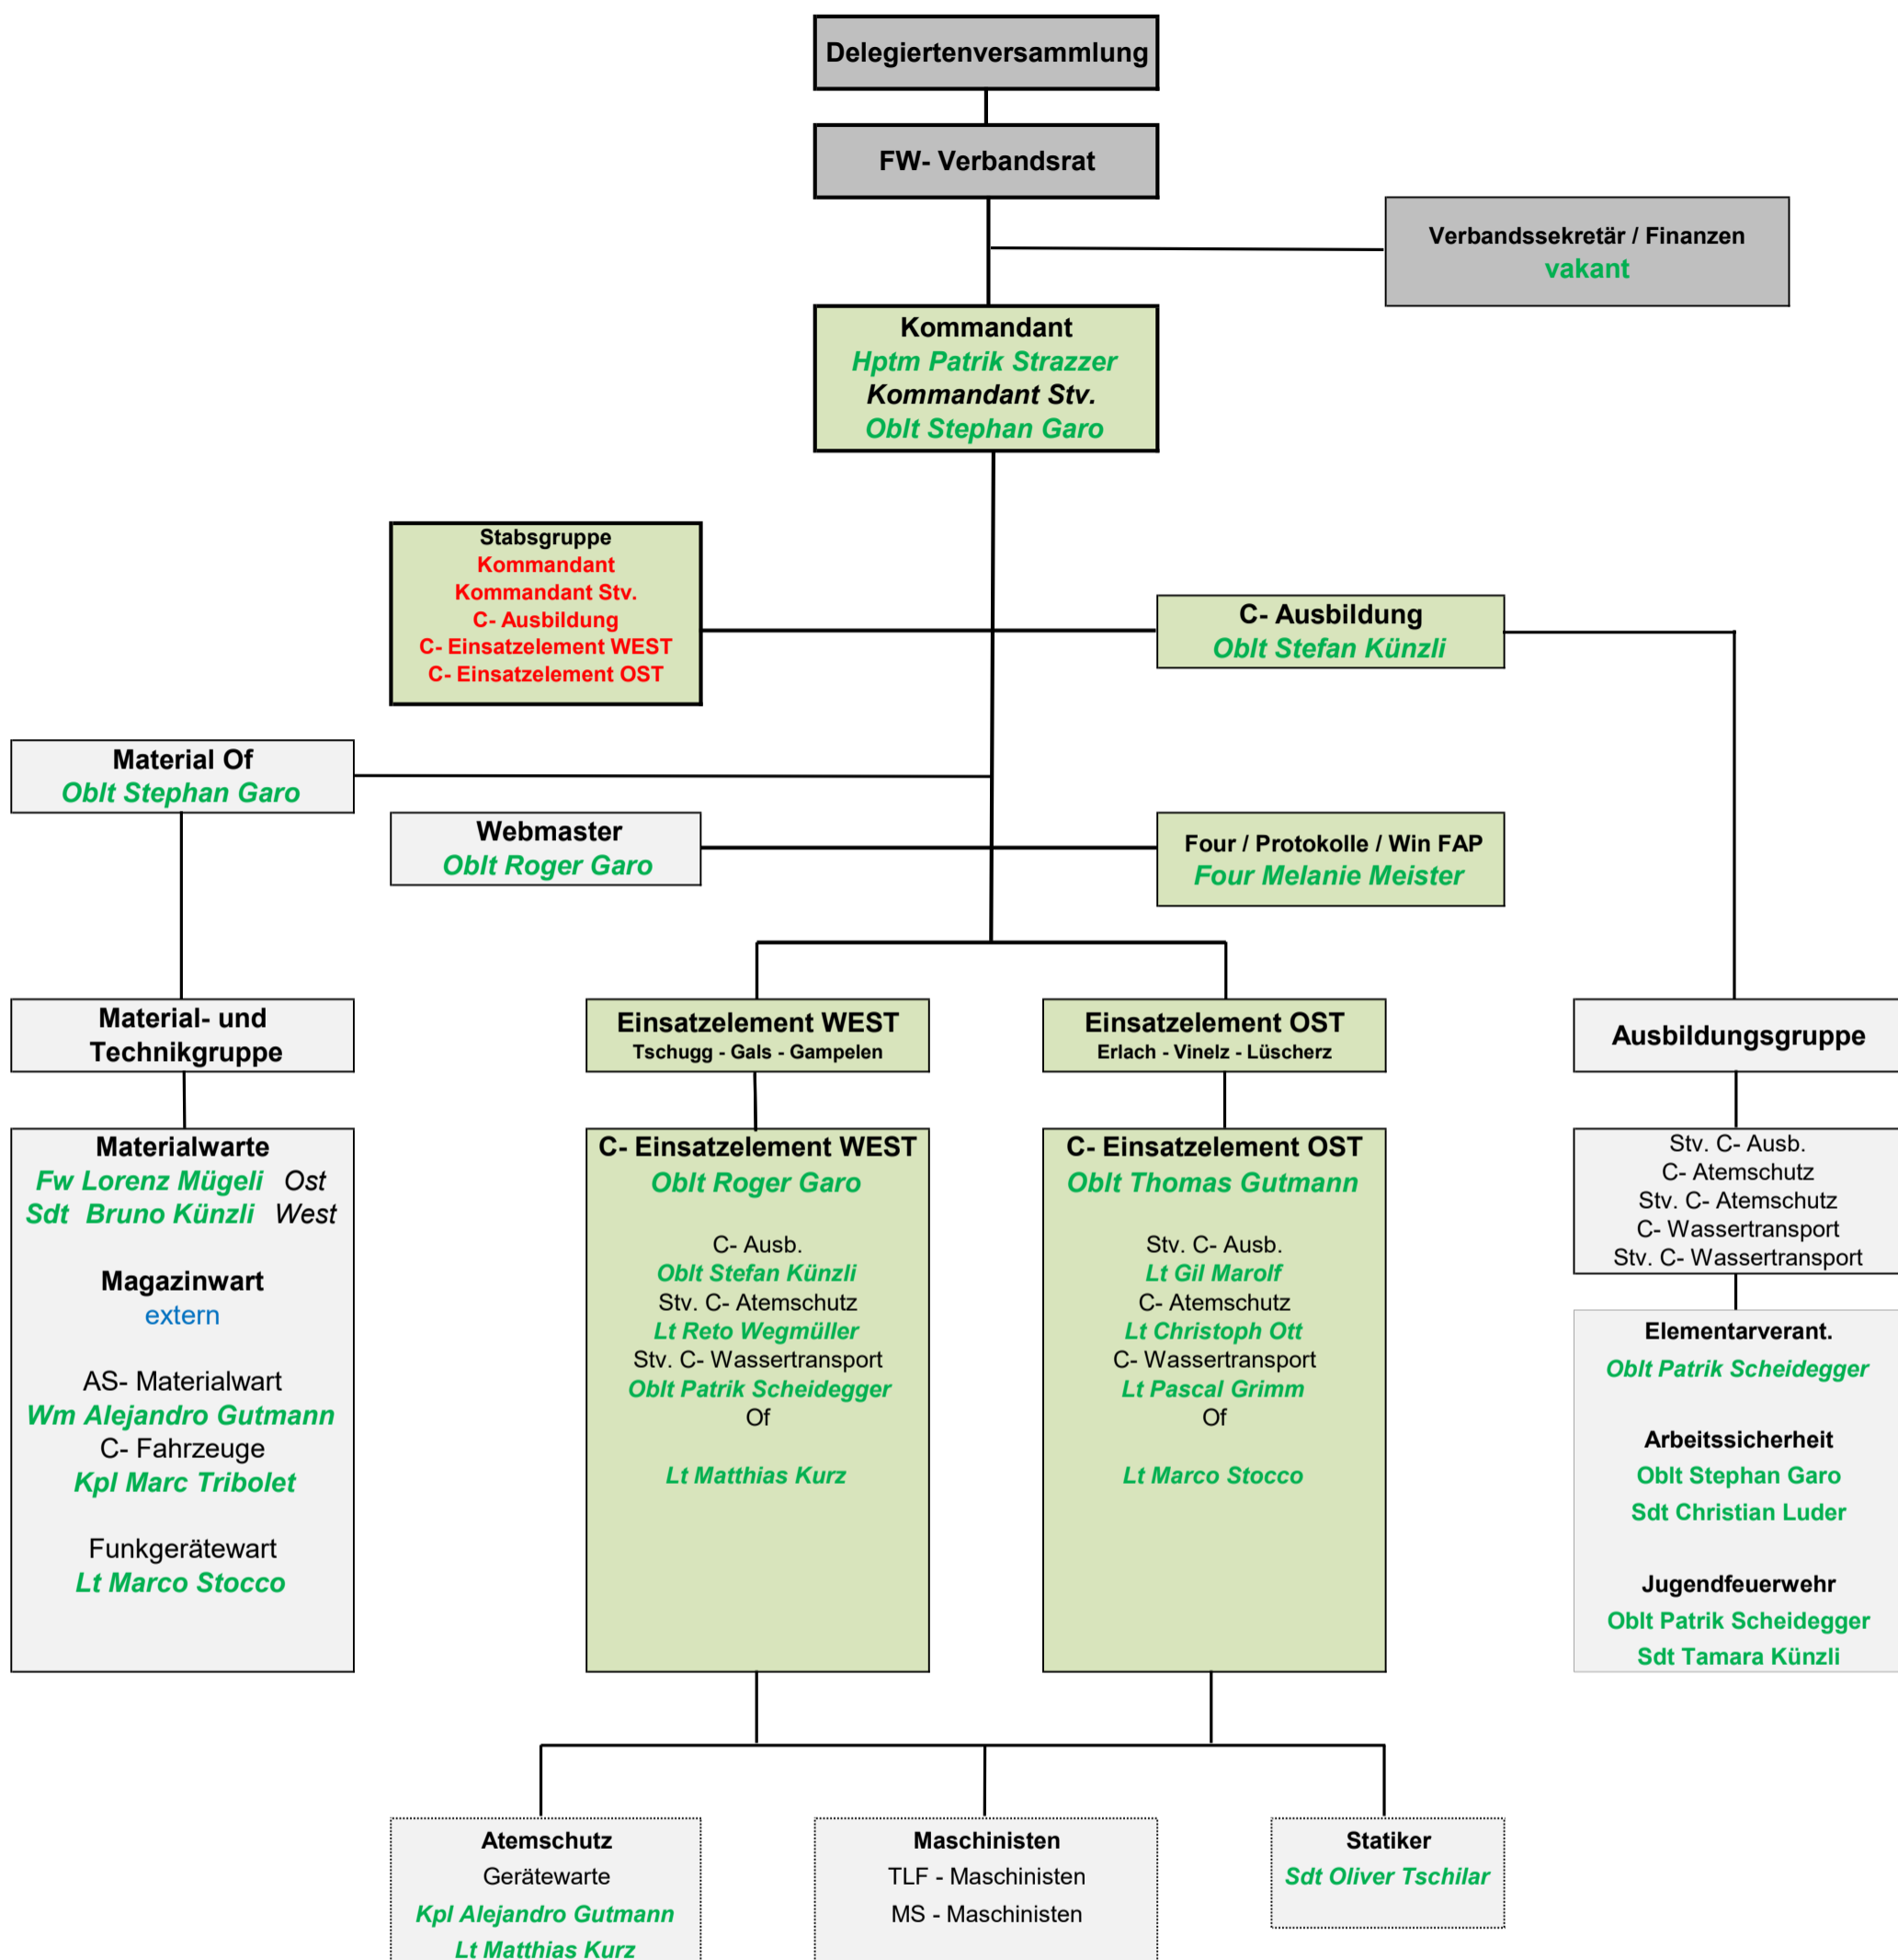 Delegiertenversammlung
FW- Verbandsrat
Verbandssekretär / Finanzen
vakant
Kommandant
Hptm Patrik Strazzer
Kommandant Stv.
Oblt Stephan Garo
Stabsgruppe
Kommandant
Kommandant Stv.
C- Ausbildung
C- Einsatzelement WEST
C- Einsatzelement OST
C- Ausbildung
Oblt Stefan Künzli
Material Of
Oblt Stephan Garo
Webmaster
Oblt Roger Garo
Four / Protokolle / Win FAP
Four Melanie Meister
Material- und
Technikgruppe
Einsatzelement WEST
Tschugg - Gals - Gampelen
Einsatzelement OST
Erlach - Vinelz - Lüscherz
Ausbildungsgruppe
Materialwarte
Fw Lorenz Mügeli Ost
Sdt Bruno Künzli West
Magazinwart
extern
AS- Materialwart
Wm Alejandro Gutmann
C- Fahrzeuge
Kpl Marc Tribolet
Funkgerätewart
Lt Marco Stocco
C- Einsatzelement WEST
Oblt Roger Garo
C- Ausb.
Oblt Stefan Künzli
Stv. C- Atemschutz
Lt Reto Wegmüller
Stv. C- Wassertransport
Oblt Patrik Scheidegger
Of
Lt Matthias Kurz
C- Einsatzelement OST
Oblt Thomas Gutmann
Stv. C- Ausb.
Lt Gil Marolf
C- Atemschutz
Lt Christoph Ott
C- Wassertransport
Lt Pascal Grimm
Of
Lt Marco Stocco
Stv. C- Ausb.
C- Atemschutz
Stv. C- Atemschutz
C- Wassertransport
Stv. C- Wassertransport
Elementarverant.
Oblt Patrik Scheidegger
Arbeitssicherheit
Oblt Stephan Garo
Sdt Christian Luder
Jugendfeuerwehr
Oblt Patrik Scheidegger
Sdt Tamara Künzli
Atemschutz
Gerätewarte
Kpl Alejandro Gutmann
Lt Matthias Kurz
Maschinisten
TLF - Maschinisten
MS - Maschinisten
Statiker
Sdt Oliver Tschilar